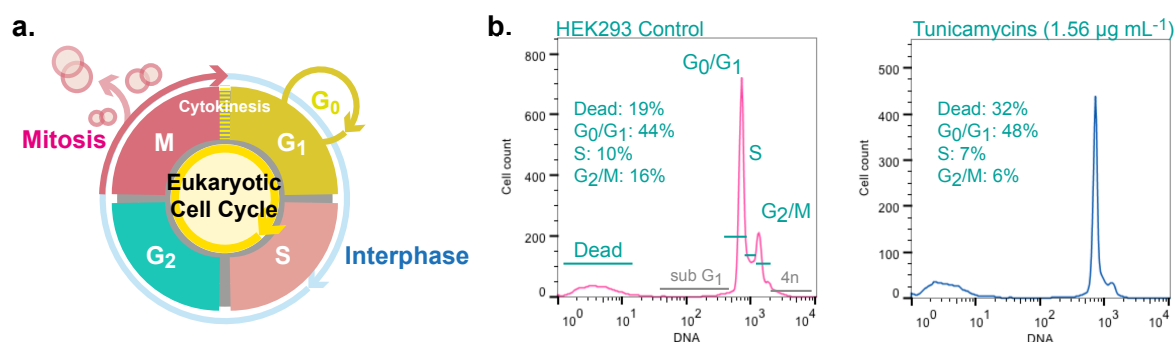 a.
Cytokinesis
G0
Mitosis
M
G1
Eukaryotic
Cell Cycle
G2
S
Interphase
b.
HEK293 Control
800
600
400
200
0
Cell count
G0/G1
Dead: 19%
G0/G1: 44%
S: 10%
G2/M: 16%
S
G2/M
Dead
sub G1
4n
10^0
10^1
10^2
10^3
10^4
DNA
Tunicamycins (1.56 µg mL^-1)
500
400
300
200
100
0
Cell count
Dead: 32%
G0/G1: 48%
S: 7%
G2/M: 6%
10^0
10^1
10^2
10^3
10^4
DNA